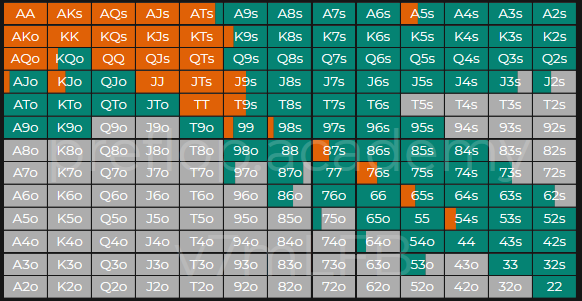 AA AKs AQs AJs ATs A9s A8s A7s A6s A5s A4s A3s A2s
AKo KK KQs KJs KTs K9s K8s K7s K6s K5s K4s K3s K2s
AQo KQo QQ QJs QTs Q9s Q8s Q7s Q6s Q5s Q4s Q3s Q2s
AJo KJo QJo JJ JTs J9s J8s J7s J6s J5s J4s J3s J2s
ATo KTo QTo JTo TT T9s T8s T7s T6s T5s T4s T3s T2s
A9o K9o Q9o J9o T9o 99 98s 97s 96s 95s 94s 93s 92s
A8o K8o Q8o J8o T8o 98o 88 87s 86s 85s 84s 83s 82s
preflop.academy
A7o K7o Q7o J7o T7o 97o 87o 77 76s 75s 74s 73s 72s
A6o K6o Q6o J6o T6o 96o 86o 76o 66 65s 64s 63s 62s
A5o K5o Q5o J5o T5o 95o 85o 75o 65o 55 54s 53s 52s
A4o K4o Q4o J4o T4o 94o 84o 74o 64o 54o 44 43s 42s
A3o K3o Q3o J3o T3o 93o 83o 73o 63o 53o 43o 33 32s
A2o K2o Q2o J2o T2o 92o 82o 72o 62o 52o 42o 32o 22